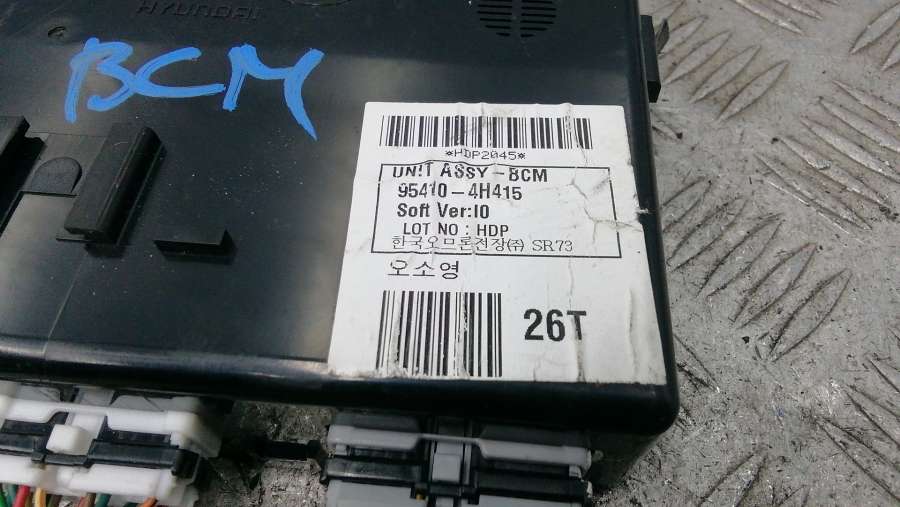 HYUNDAI
BCM
*HDP2045*
UNIT ASSY-BCM
95410-4H415
Soft Ver:10
LOT NO : HDP
한국오므론전장㈜ SR73
오소영
26T